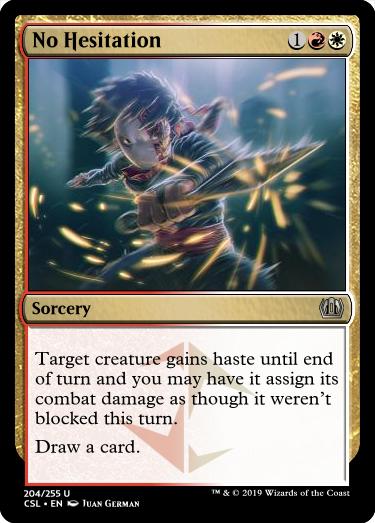 No Hesitation 1
Sorcery
Target creature gains haste until end
of turn and you may have it assign its
combat damage as though it weren't
blocked this turn.
Draw a card.
204/255 U
CSL • EN Juan German
™ & © 2019 Wizards of the Coast